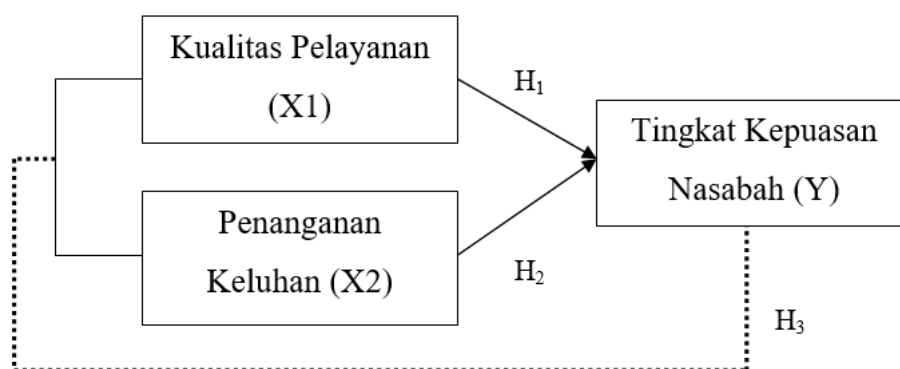 Kualitas Pelayanan
(X1)
H₁
Tingkat Kepuasan
Nasabah (Y)
Penanganan
Keluhan (X2)
H₂
H₃